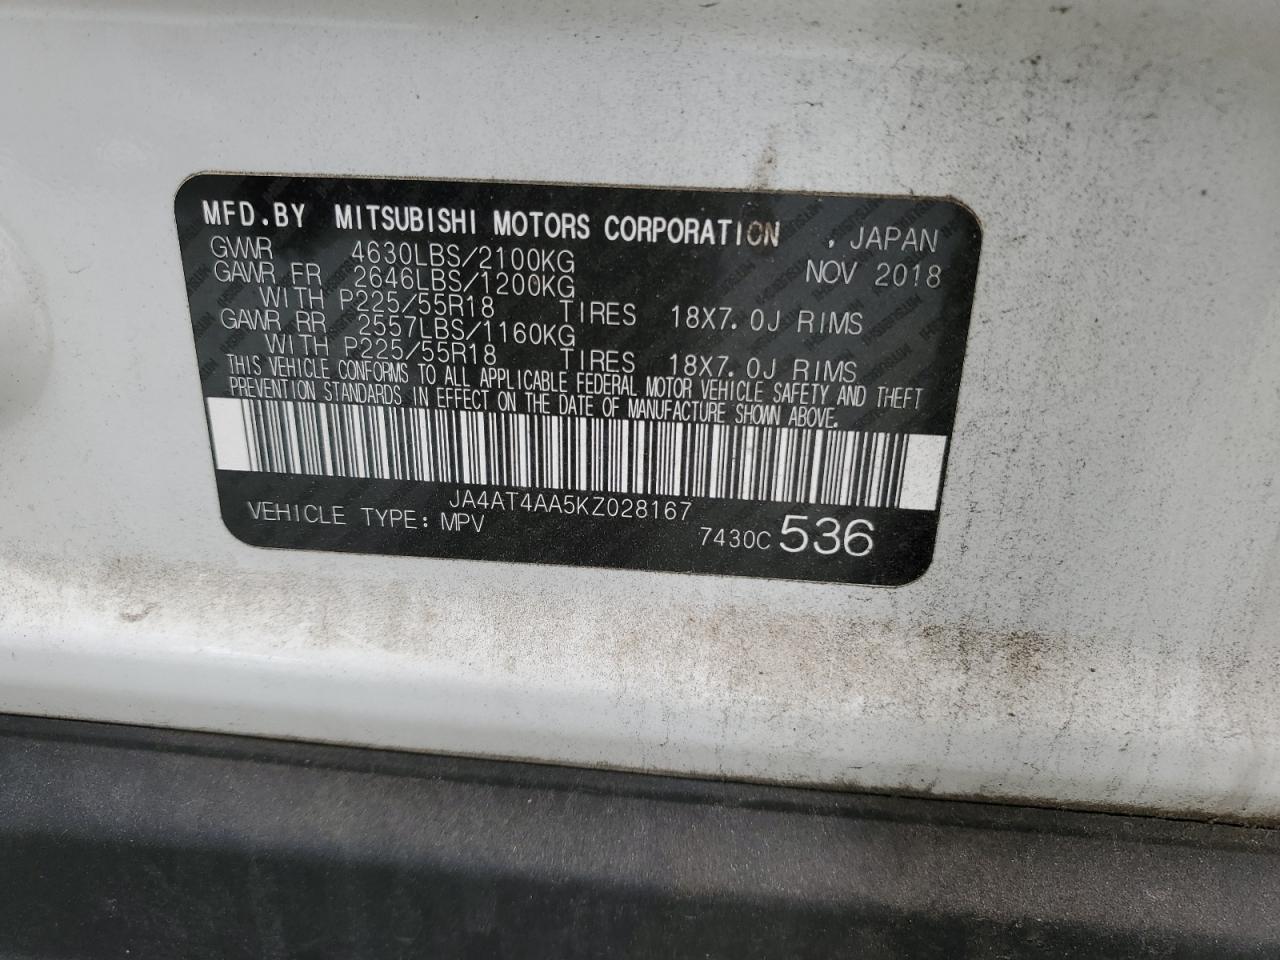 MFD.BY MITSUBISHI MOTORS CORPORATION , JAPAN
GVWR 4630LBS/2100KG NOV 2018
GAWR FR 2646LBS/1200KG
WITH P225/55R18 TIRES 18X7.0J RIMS
GAWR RR 2557LBS/1160KG
WITH P225/55R18 TIRES 18X7.0J RIMS
THIS VEHICLE CONFORMS TO ALL APPLICABLE FEDERAL MOTOR VEHICLE SAFETY AND THEFT
PREVENTION STANDARDS IN EFFECT ON THE DATE OF MANUFACTURE SHOWN ABOVE.
JA4AT4AA5KZ028167
VEHICLE TYPE: MPV 7430C 536